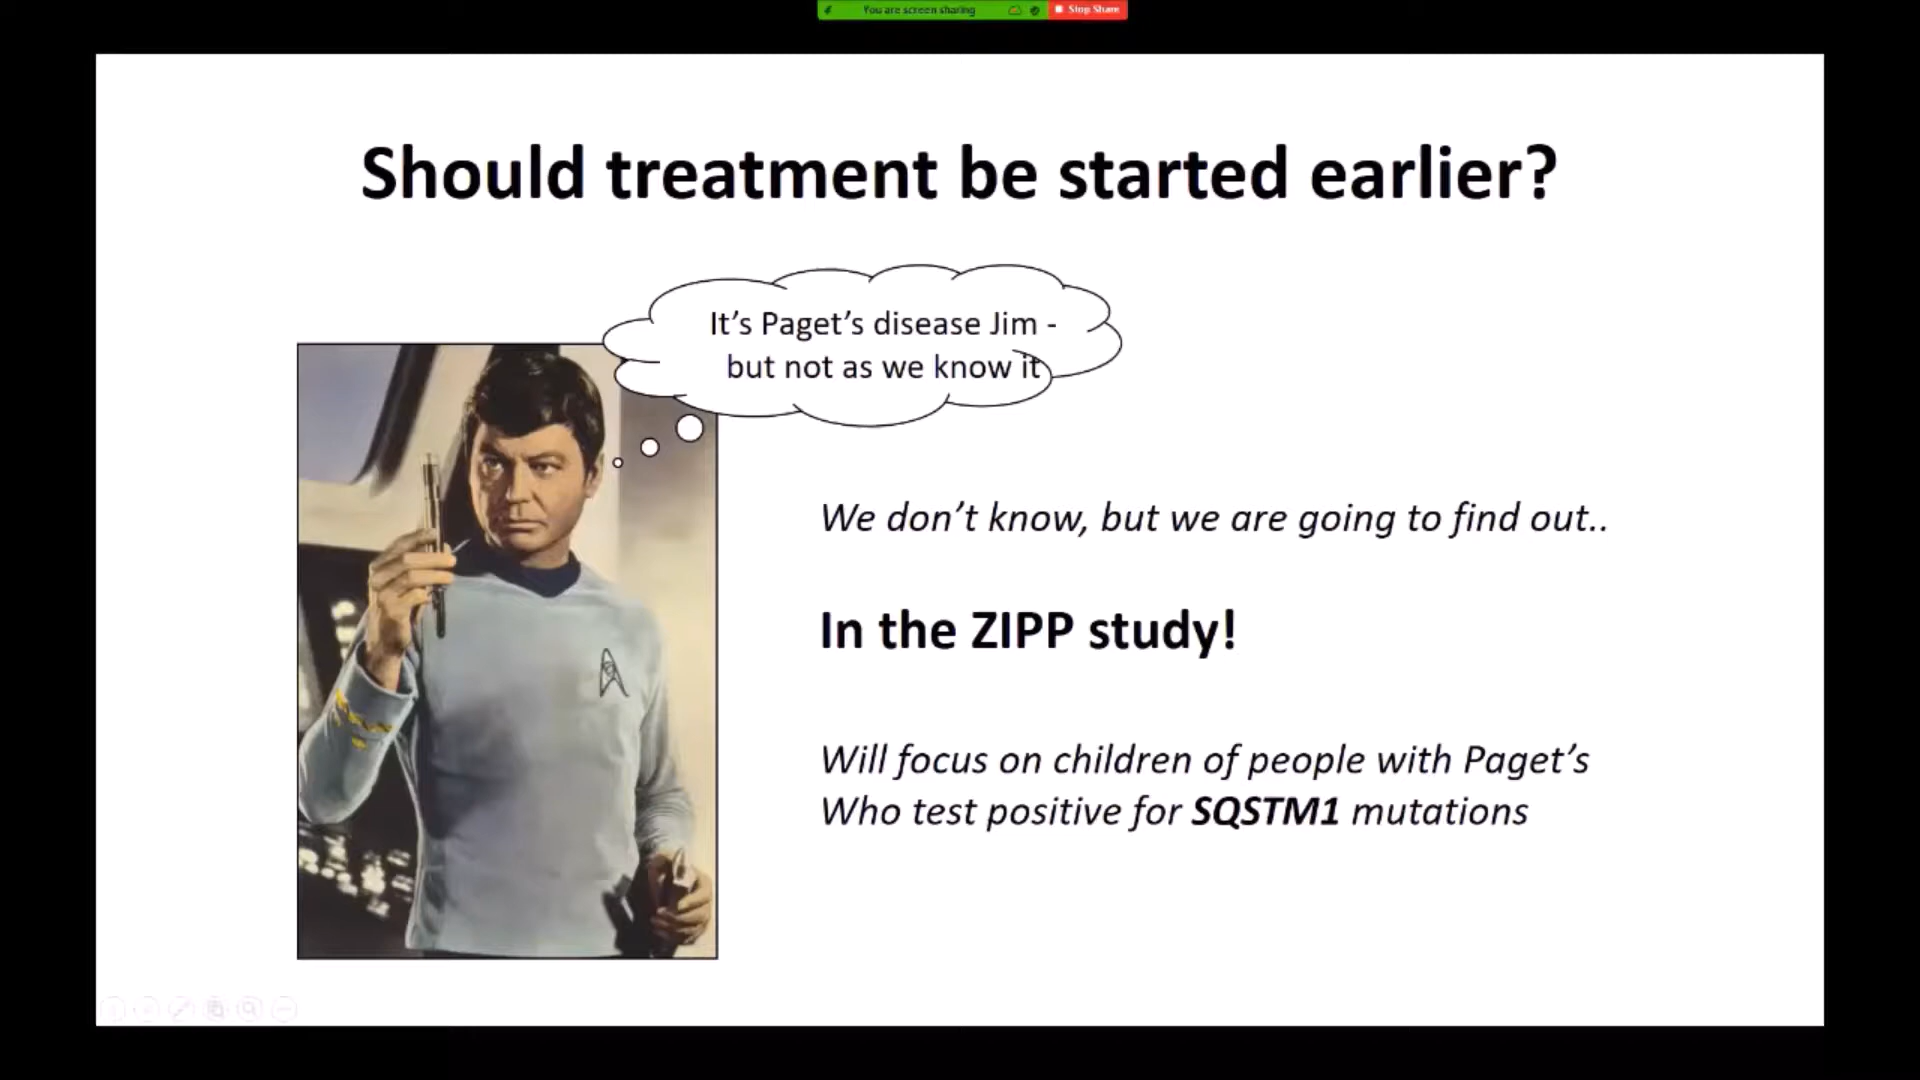 You are screen sharing
Stop Share
Should treatment be started earlier?
It's Paget's disease Jim -
but not as we know it
We don't know, but we are going to find out..
In the ZIPP study!
Will focus on children of people with Paget's
Who test positive for SQSTM1 mutations